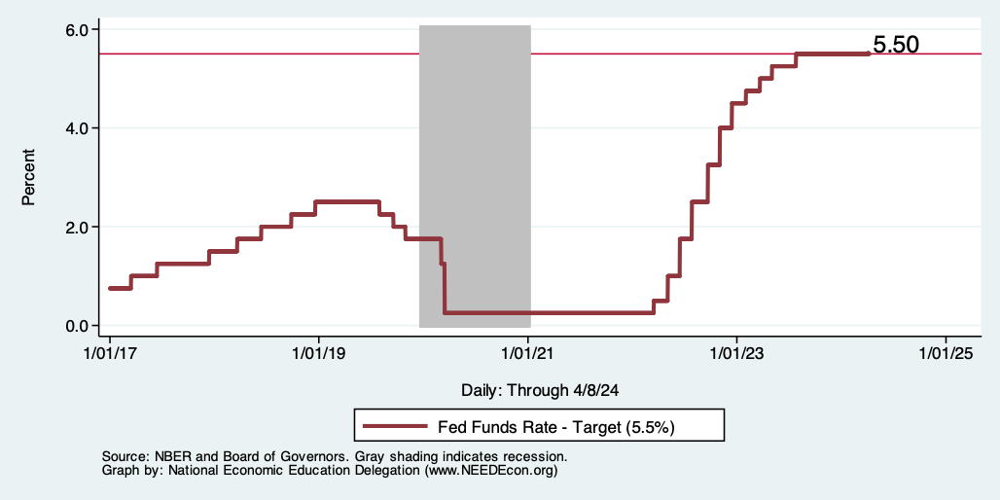 5.50
6.0
4.0
2.0
0.0
Percent
1/01/17 1/01/19 1/01/21 1/01/23 1/01/25
Daily: Through 4/8/24
Fed Funds Rate - Target (5.5%)
Source: NBER and Board of Governors. Gray shading indicates recession.
Graph by: National Economic Education Delegation (www.NEEDEcon.org)